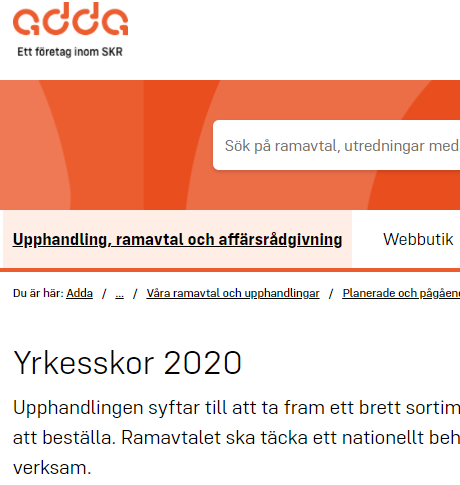 adda
Ett företag inom SKR
Sök på ramavtal, utredningar med
Upphandling, ramavtal och affärsrådgivning Webbutik
Du är här: Adda / ... / Våra ramavtal och upphandlingar / Planerade och pågåen
Yrkesskor 2020
Upphandlingen syftar till att ta fram ett brett sortim
att beställa. Ramavtalet ska täcka ett nationellt beh
verksam.